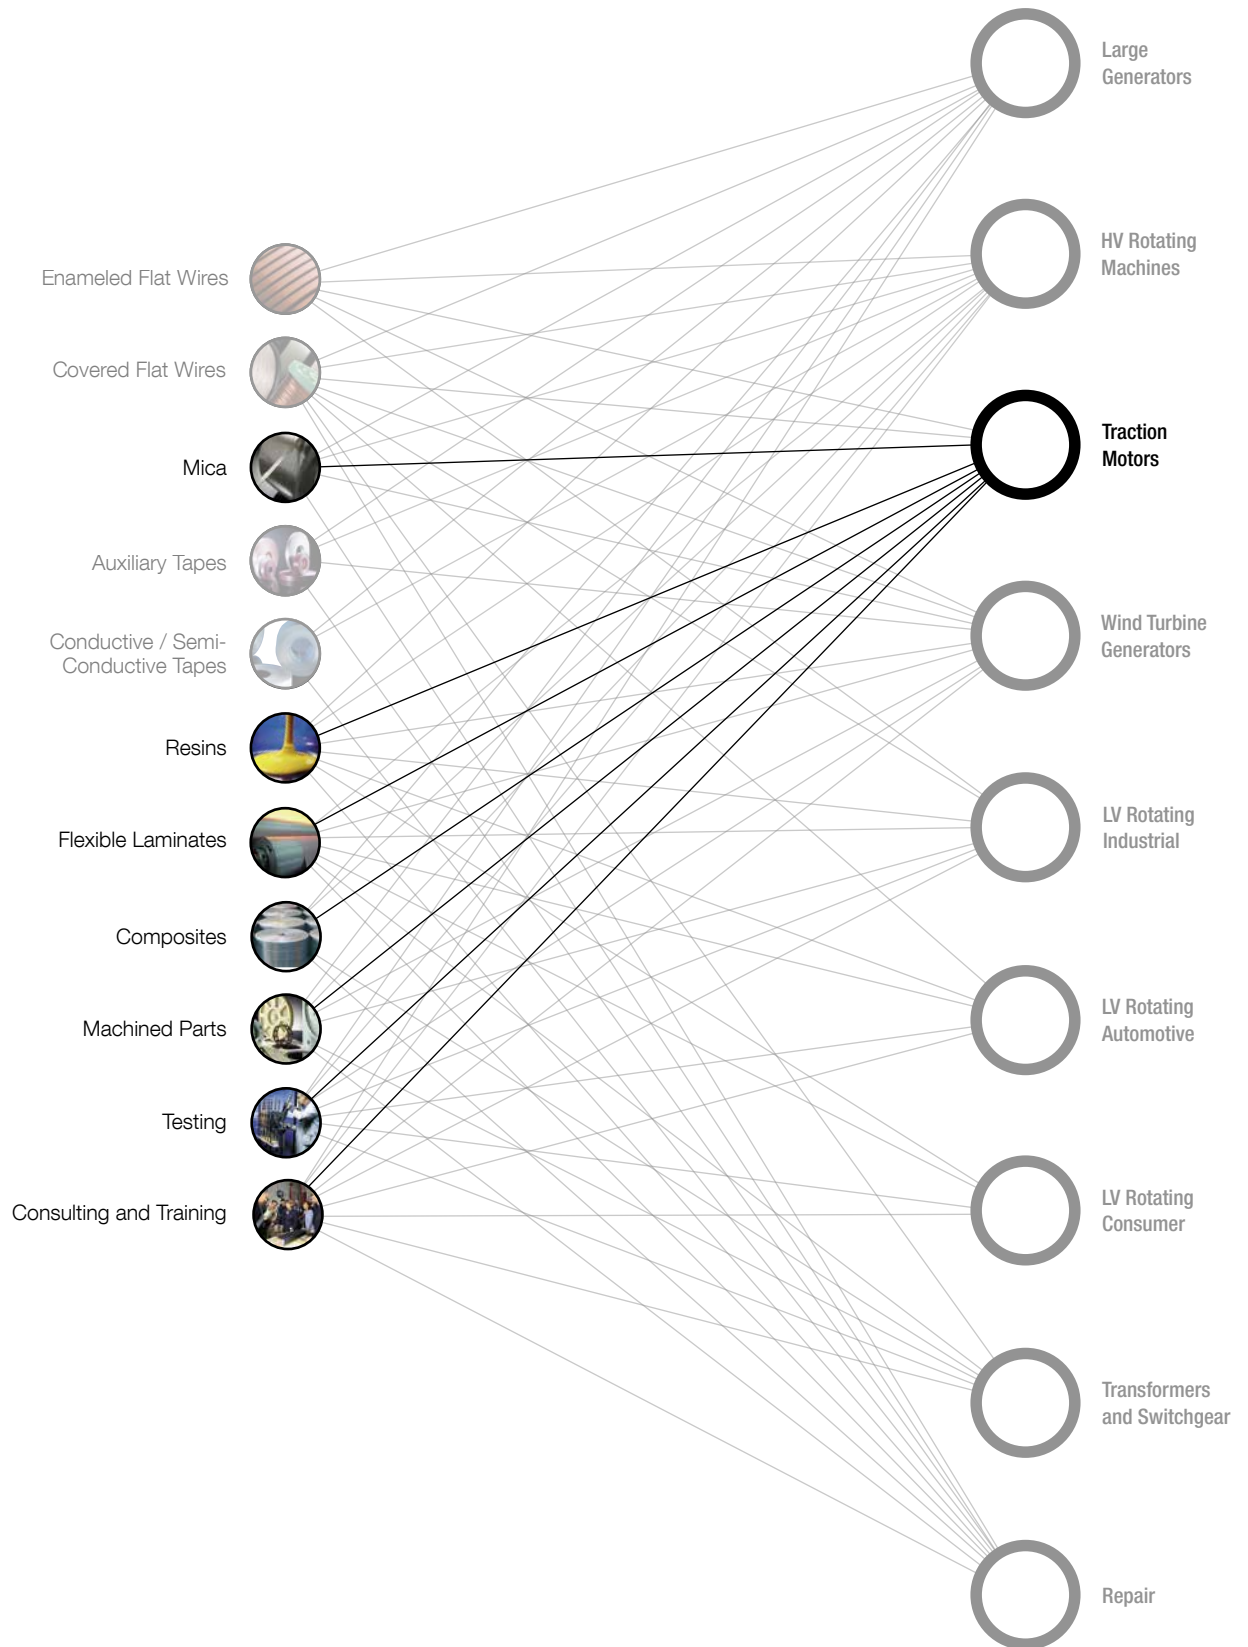 Enameled Flat Wires
Covered Flat Wires
Mica
Auxiliary Tapes
Conductive / Semi-
Conductive Tapes
Resins
Flexible Laminates
Composites
Machined Parts
Testing
Consulting and Training
Large
Generators
HV Rotating
Machines
Traction
Motors
Wind Turbine
Generators
LV Rotating
Industrial
LV Rotating
Automotive
LV Rotating
Consumer
Transformers
and Switchgear
Repair